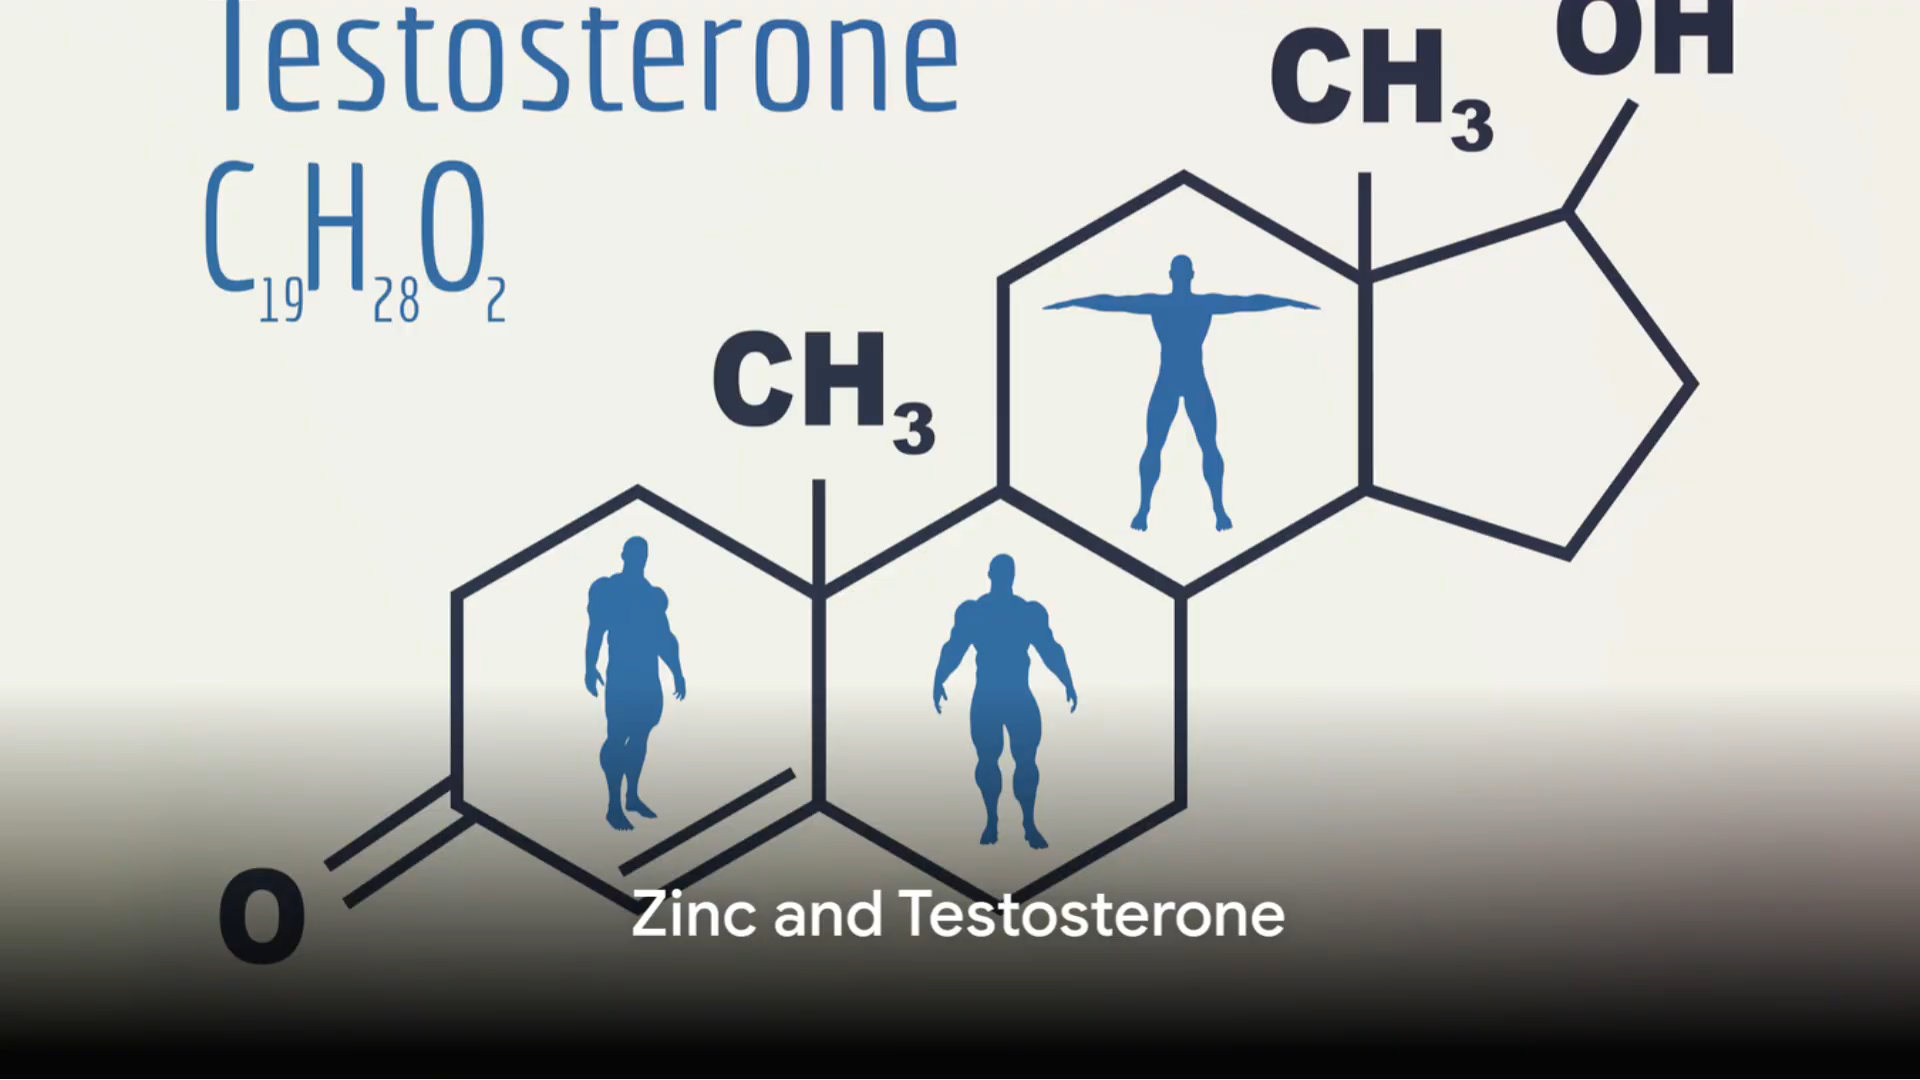 Testosterone
C19H28O2
CH3
OH
CH3
O
Zinc and Testosterone